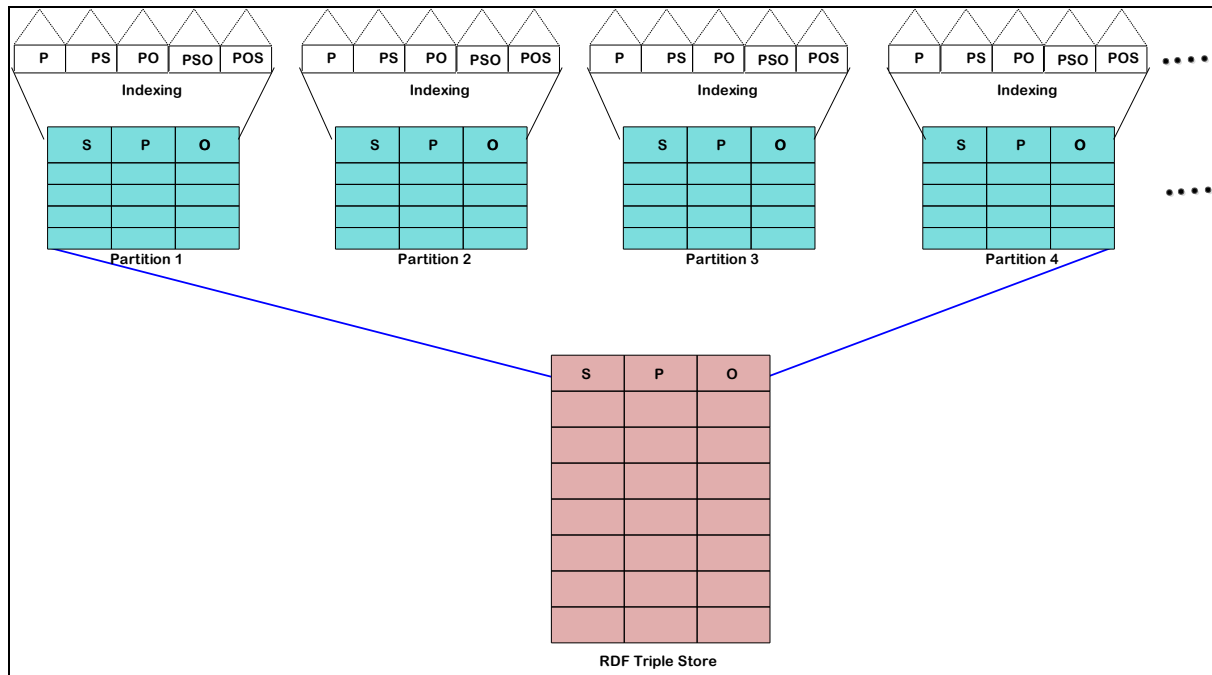 P PS PO PSO POS P PS PO PSO POS P PS PO PSO POS P PS PO PSO POS
Indexing Indexing Indexing Indexing
S P O S P O S P O S P O
Partition 1 Partition 2 Partition 3 Partition 4
S P O
RDF Triple Store